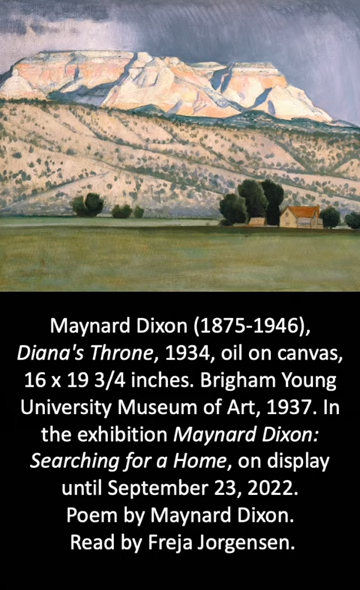 Maynard Dixon (1875-1946),
Diana's Throne, 1934, oil on canvas,
16 x 19 3/4 inches. Brigham Young
University Museum of Art, 1937. In
the exhibition Maynard Dixon:
Searching for a Home, on display
until September 23, 2022.
Poem by Maynard Dixon.
Read by Freja Jorgensen.